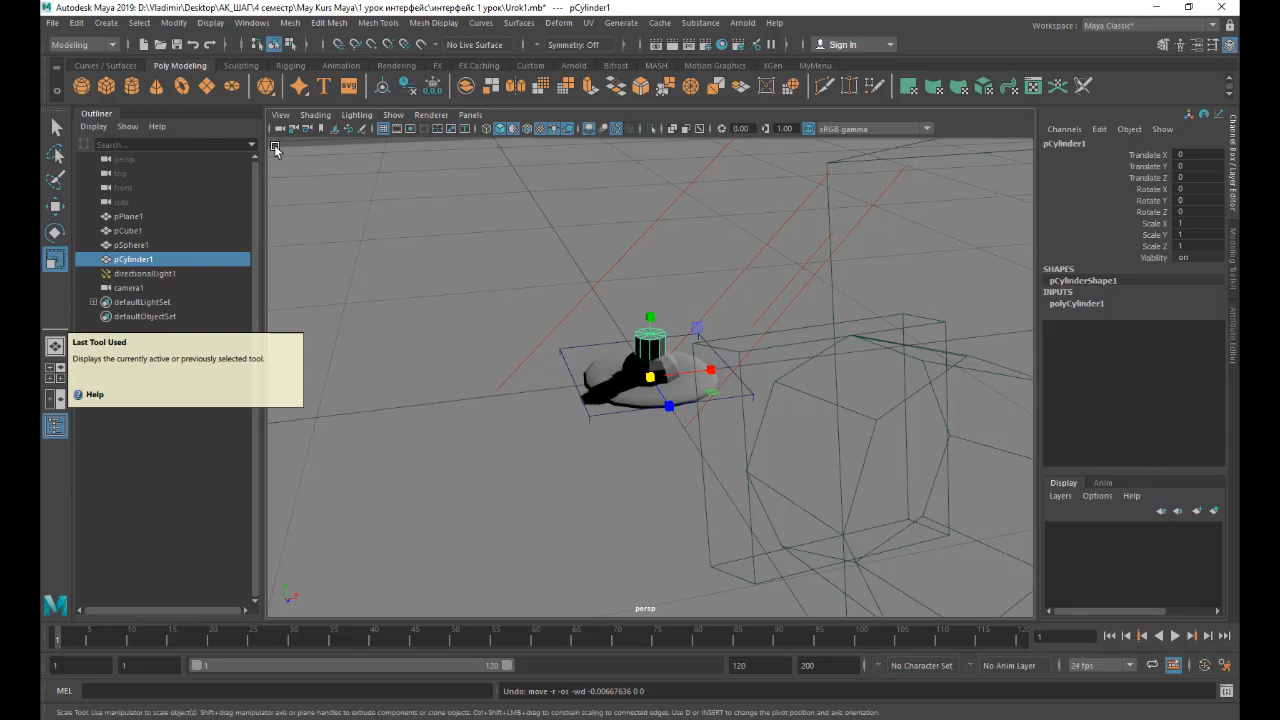 Autodesk Maya 2019: D:\Vladimir\Desktop\АК_ШАГ\4 семестр\Мау Kurs Maya\1 урок интерфейс\интерфейс 1 урок\Urok1.mb* --- pCylinder1
File Edit Create Select Modify Display Windows Mesh Edit Mesh Mesh Tools Mesh Display Curves Surfaces Deform UV Generate Cache Substance Arnold Help
Workspace : Maya Classic*
Modeling
No Live Surface
Symmetry: Off
Sign In
Curves / Surfaces Poly Modeling Sculpting Rigging Animation Rendering FX FX Caching Custom Arnold Bifrost MASH Motion Graphics XGen MyMenu
SVG
Outliner
Display Show Help
Search...
persp
top
front
side
pPlane1
pCube1
pSphere1
pCylinder1
directionalLight1
camera1
defaultLightSet
defaultObjectSet
Last Tool Used
Displays the currently active or previously selected tool.
Help
View Shading Lighting Show Renderer Panels
0.00
1.00
sRGB gamma
persp
Channels Edit Object Show
pCylinder1
Translate X 0
Translate Y 0
Translate Z 0
Rotate X 0
Rotate Y 0
Rotate Z 0
Scale X 1
Scale Y 1
Scale Z 1
Visibility on
SHAPES
pCylinderShape1
INPUTS
polyCylinder1
Display Anim
Layers Options Help
Channel Box / Layer Editor
Modeling Toolkit
Attribute Editor
5 10 15 20 25 30 35 40 45 50 55 60 65 70 75 80 85 90 95 100 105 110 115 120
1
1
1
1
120
120
200
No Character Set
No Anim Layer
24 fps
MEL
Undo: move -r -os -wd -0.00667636 0 0
Scale Tool: Use manipulator to scale object(s). Shift+drag manipulator axis or plane handles to extrude components or clone objects. Ctrl+Shift+LMB+drag to constrain scaling to connected edges. Use D or INSERT to change the pivot position and axis orientation.